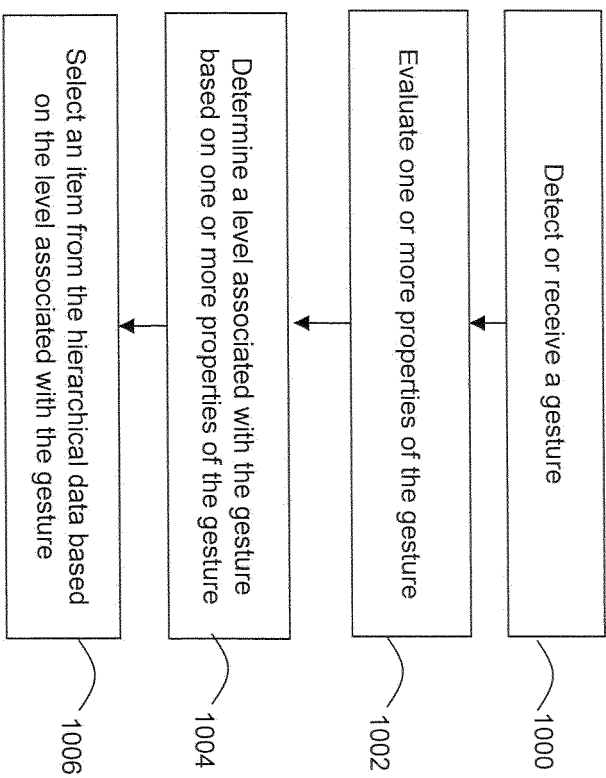 Detect or receive a gesture
1000
Evaluate one or more properties of the gesture
1002
Determine a level associated with the gesture
based on one or more properties of the gesture
1004
Select an item from the hierarchical data based
on the level associated with the gesture
1006